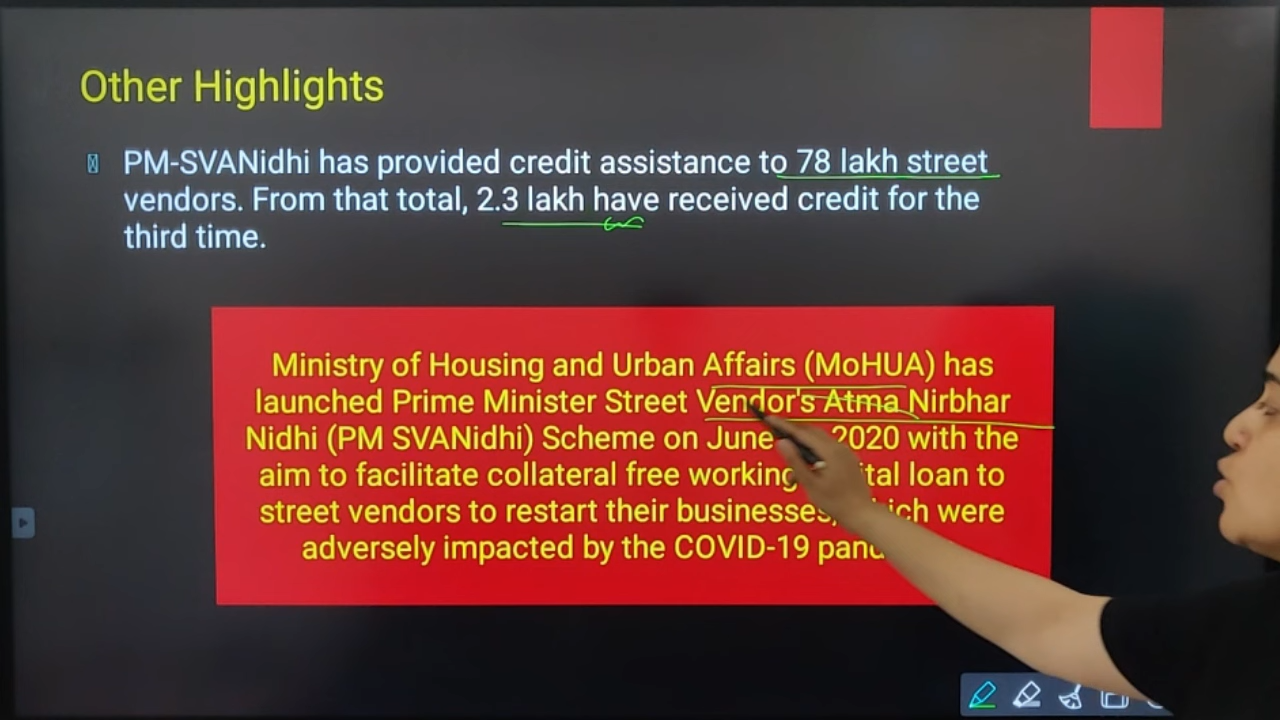 Other Highlights
PM-SVANidhi has provided credit assistance to 78 lakh street
vendors. From that total, 2.3 lakh have received credit for the
third time.
Ministry of Housing and Urban Affairs (MoHUA) has
launched Prime Minister Street Vendor's Atma Nirbhar
Nidhi (PM SVANidhi) Scheme on June 2020 with the
aim to facilitate collateral free working loan to
street vendors to restart their businesses, were
adversely impacted by the COVID-19